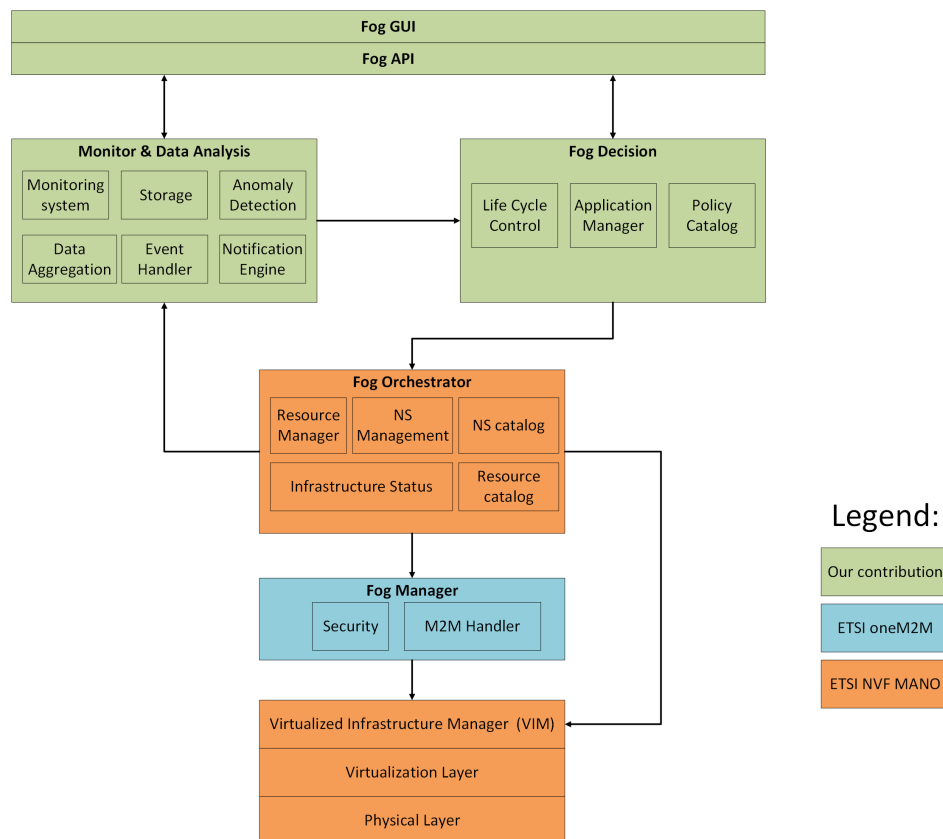 Fog GUI
Fog API
Monitor & Data Analysis
Monitoring
system
Storage
Anomaly
Detection
Data
Aggregation
Event
Handler
Notification
Engine
Fog Decision
Life Cycle
Control
Application
Manager
Policy
Catalog
Fog Orchestrator
Resource
Manager
NS
Management
NS catalog
Infrastructure Status
Resource
catalog
Fog Manager
Security
M2M Handler
Virtualized Infrastructure Manager (VIM)
Virtualization Layer
Physical Layer
Legend:
Our contribution
ETSI oneM2M
ETSI NVF MANO